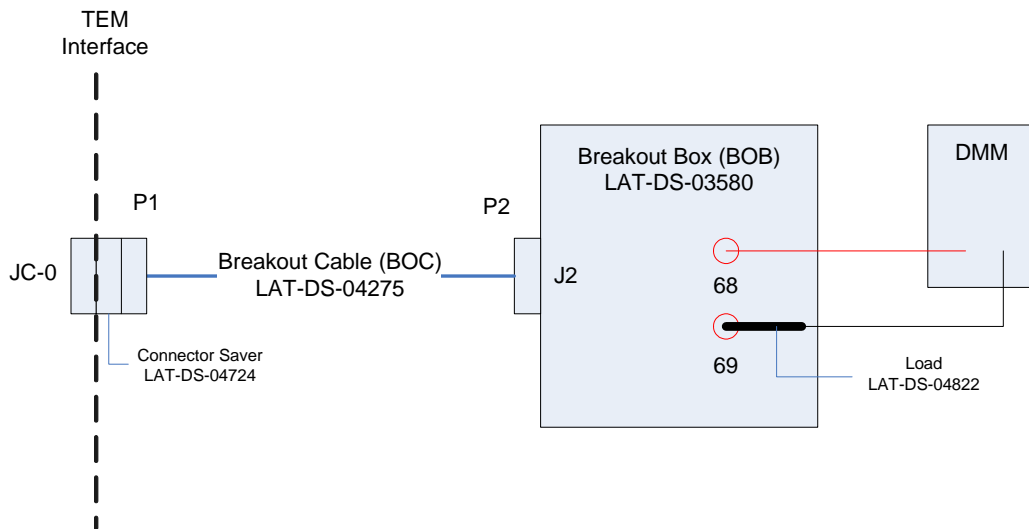 TEM
Interface
P1
P2
JC-0
Breakout Cable (BOC)
LAT-DS-04275
Connector Saver
LAT-DS-04724
Breakout Box (BOB)
LAT-DS-03580
J2
68
69
DMM
Load
LAT-DS-04822